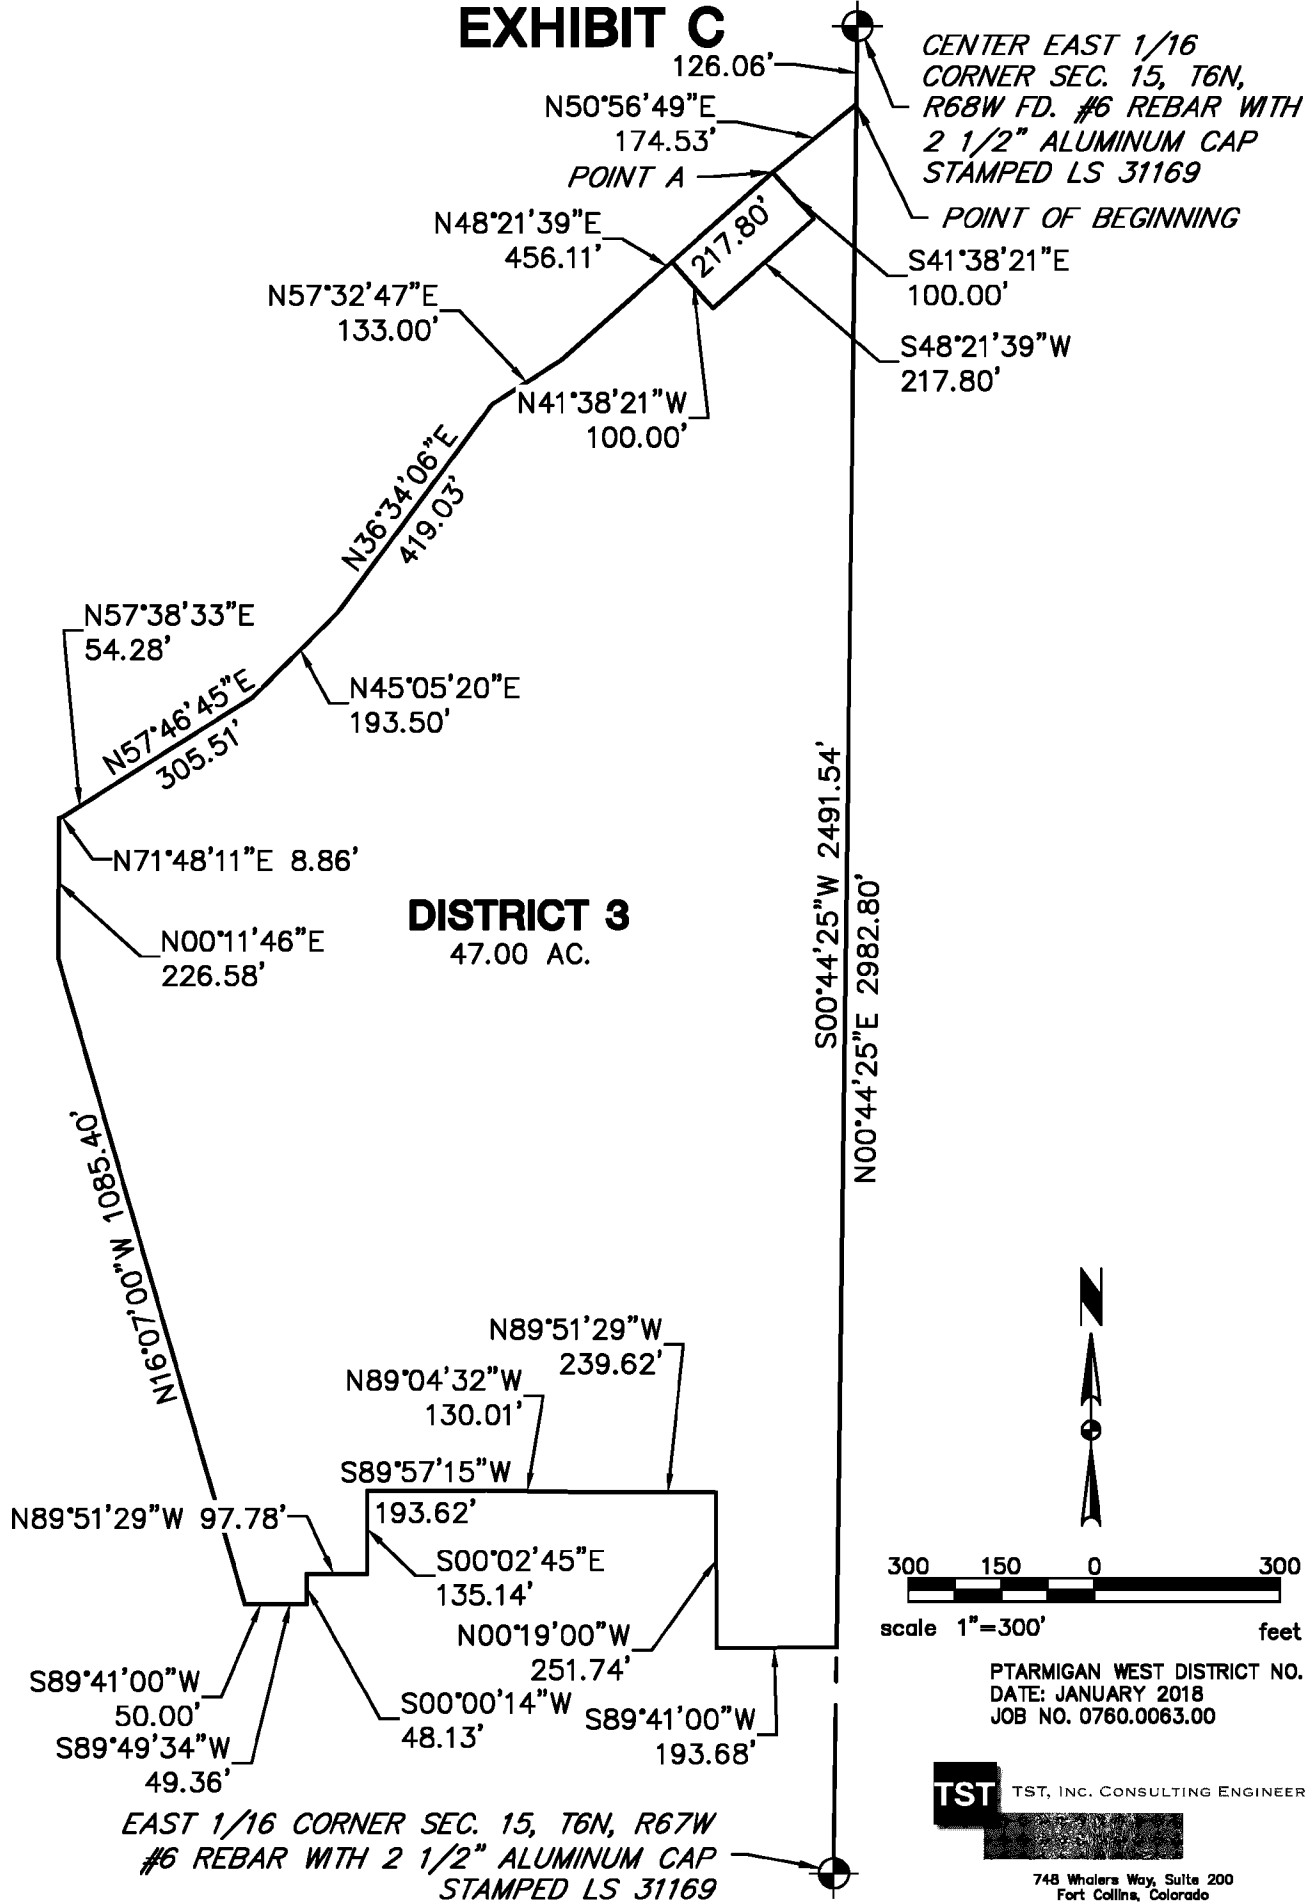 EXHIBIT C
126.06'
CENTER EAST 1/16
CORNER SEC. 15, T6N,
R68W FD. #6 REBAR WITH
2 1/2" ALUMINUM CAP
STAMPED LS 31169
N50°56'49"E
174.53'
POINT A
POINT OF BEGINNING
N48°21'39"E
456.11'
217.80'
S41°38'21"E
100.00'
N57°32'47"E
133.00'
S48°21'39"W
217.80'
N41°38'21"W
100.00'
N36°34'06"E
419.03'
N57°38'33"E
54.28'
N57°46'45"E
305.51'
N45°05'20"E
193.50'
S00°44'25"W 2491.54'
N00°44'25"E 2982.80'
N71°48'11"E 8.86'
DISTRICT 3
47.00 AC.
N00°11'46"E
226.58'
N16°07'00"W 1085.40'
N
N89°51'29"W
239.62'
N89°04'32"W
130.01'
S89°57'15"W
193.62'
N89°51'29"W 97.78'
S00°02'45"E
135.14'
300 150 0 300
scale 1"=300' feet
N00°19'00"W
251.74'
S89°41'00"W
50.00'
S00°00'14"W
48.13'
S89°41'00"W
193.68'
S89°49'34"W
49.36'
PTARMIGAN WEST DISTRICT NO.
DATE: JANUARY 2018
JOB NO. 0760.0063.00
TST
TST, INC. CONSULTING ENGINEER
EAST 1/16 CORNER SEC. 15, T6N, R67W
#6 REBAR WITH 2 1/2" ALUMINUM CAP
STAMPED LS 31169
748 Whalers Way, Suite 200
Fort Collins, Colorado